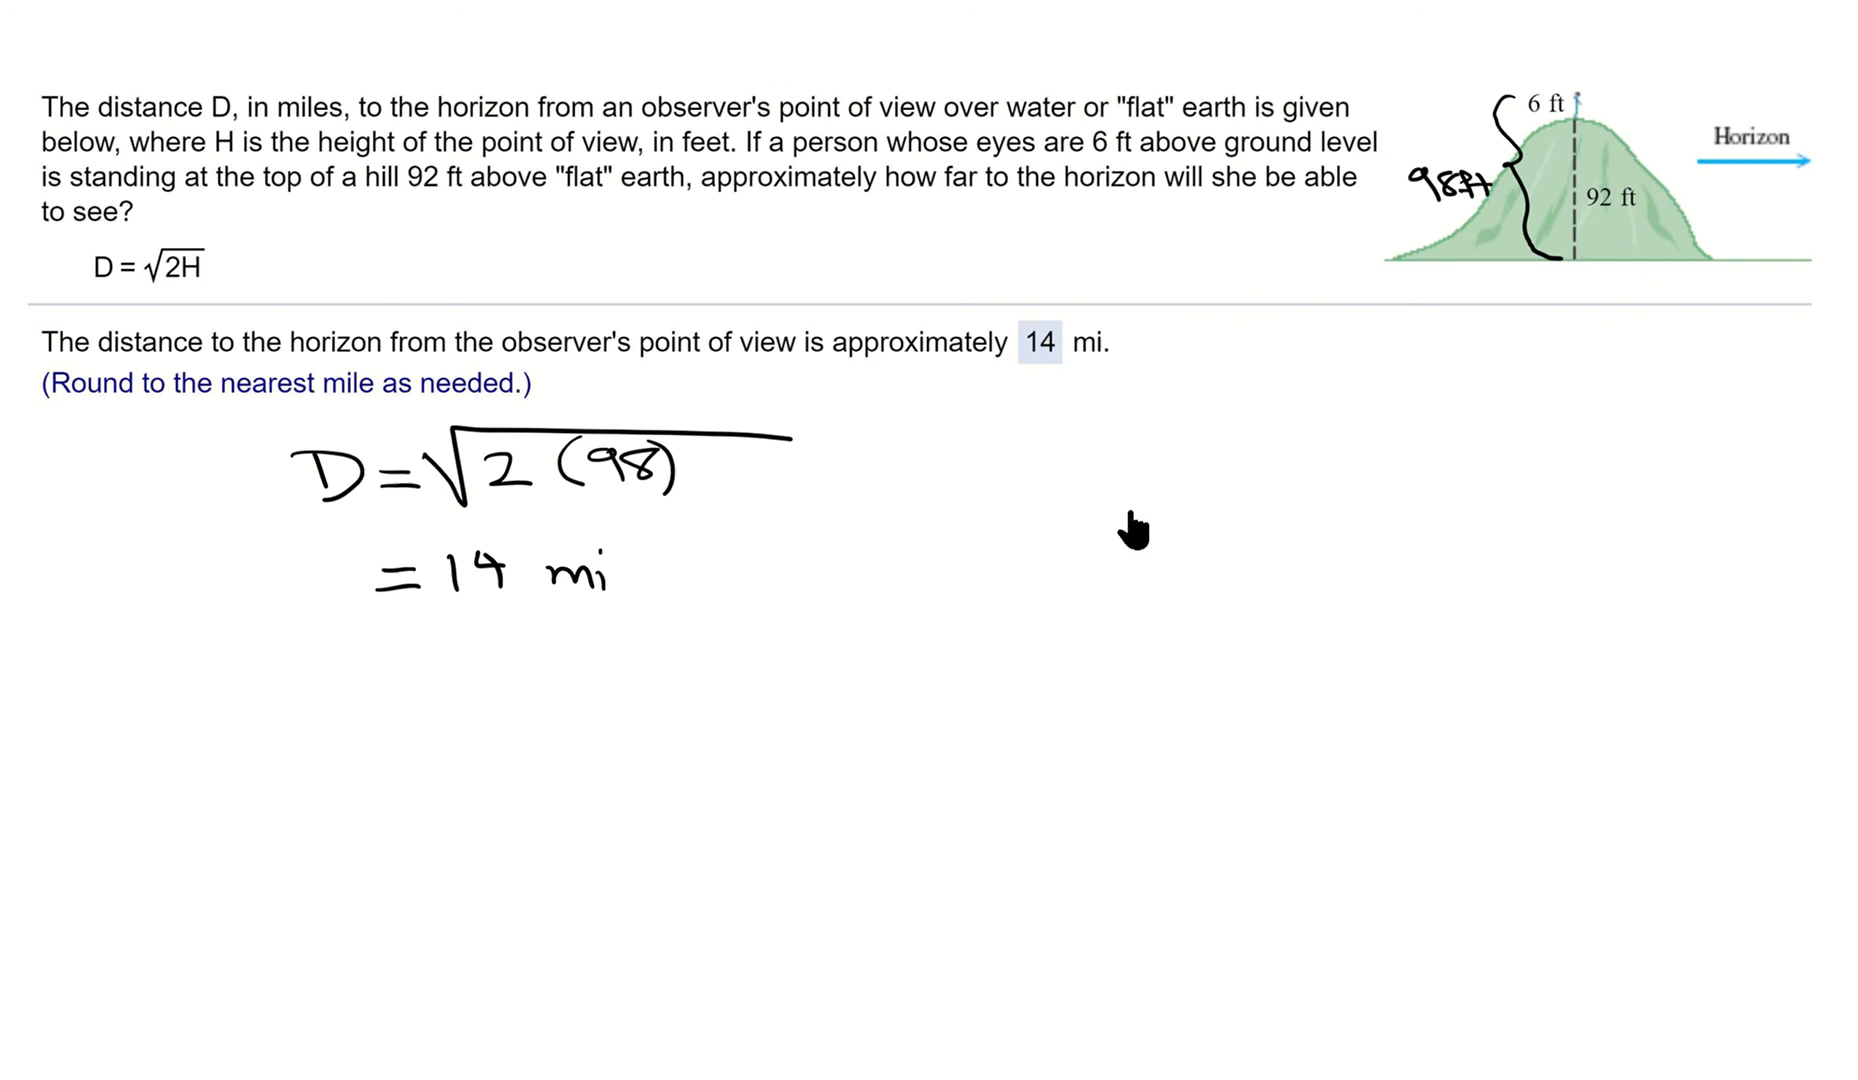 The distance D, in miles, to the horizon from an observer's point of view over water or "flat" earth is given
below, where H is the height of the point of view, in feet. If a person whose eyes are 6 ft above ground level
is standing at the top of a hill 92 ft above "flat" earth, approximately how far to the horizon will she be able
to see?
D = √2H
6 ft
Horizon
98ft
92 ft
The distance to the horizon from the observer's point of view is approximately 14 mi.
(Round to the nearest mile as needed.)
D = √2 (98)
= 14 mi